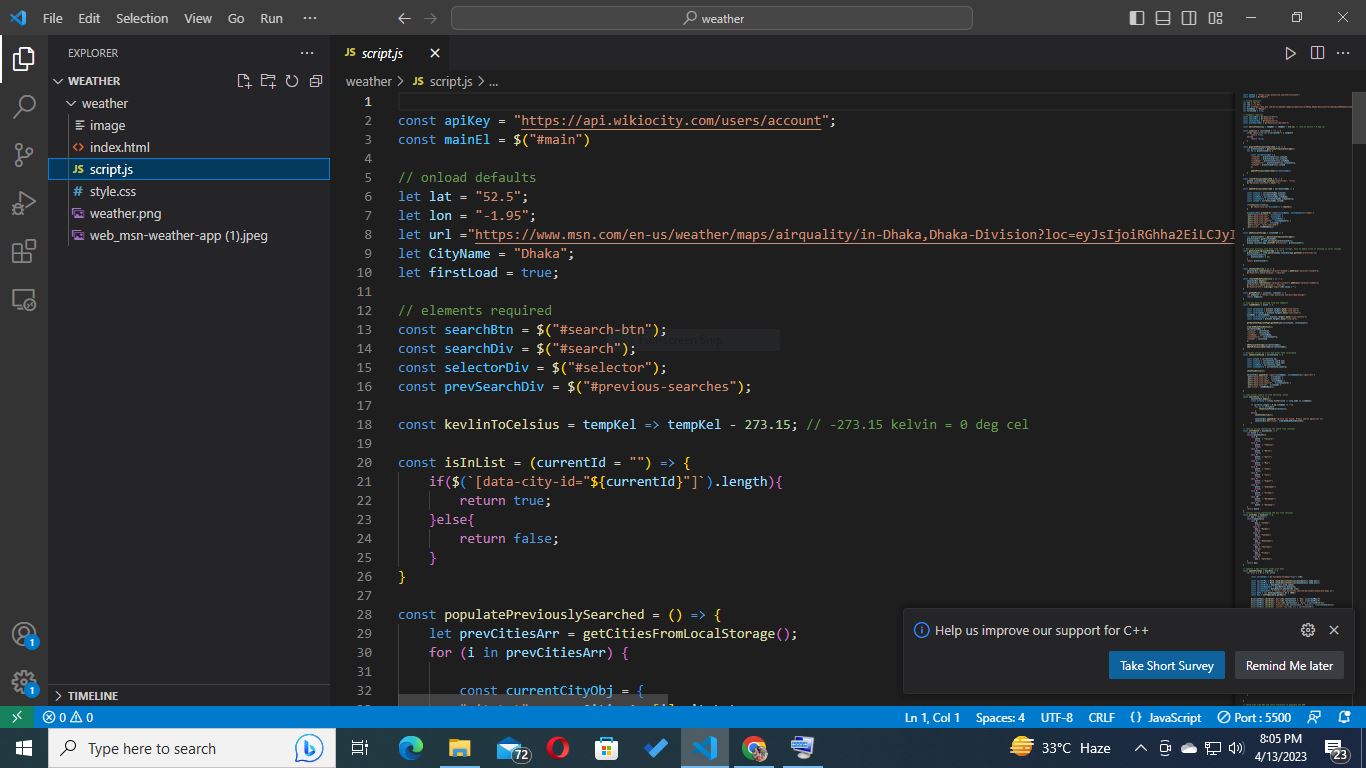 File Edit Selection View Go Run ··· weather
EXPLORER ···
WEATHER
weather
image
index.html
JS script.js
# style.css
weather.png
web_msn-weather-app (1).jpeg
TIMELINE
JS script.js
weather > JS script.js > ...
1
2 const apiKey = "https://api.wikiocity.com/users/account";
3 const mainEl = $("#main")
4
5 // onload defaults
6 let lat = "52.5";
7 let lon = "-1.95";
8 let url ="https://www.msn.com/en-us/weather/maps/airquality/in-Dhaka,Dhaka-Division?loc=eyJsIjoiRGhha2EiLCJyI
9 let CityName = "Dhaka";
10 let firstLoad = true;
11
12 // elements required
13 const searchBtn = $("#search-btn");
14 const searchDiv = $("#search");
15 const selectorDiv = $("#selector");
16 const prevSearchDiv = $("#previous-searches");
17
18 const kevlinToCelsius = tempKel => tempKel - 273.15; // -273.15 kelvin = 0 deg cel
19
20 const isInList = (currentId = "") => {
21 if($(`[data-city-id="${currentId}"]`).length){
22 return true;
23 }else{
24 return false;
25 }
26 }
27
28 const populatePreviouslySearched = () => {
29 let prevCitiesArr = getCitiesFromLocalStorage();
30 for (i in prevCitiesArr) {
31
32 const currentCityObj = {
Full-screen Snip
Help us improve our support for C++
Take Short Survey Remind Me later
1
1
0 0 Ln 1, Col 1 Spaces: 4 UTF-8 CRLF {} JavaScript Port : 5500
Type here to search 72 33°C Haze 8:05 PM
4/13/2023
23